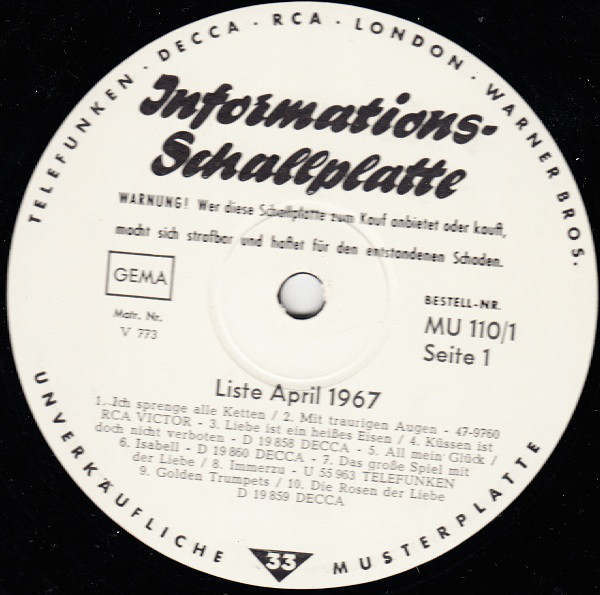 TELEFUNKEN · DECCA · RCA · LONDON · WARNER BROS.
Informations-
Schallplatte
WARNUNG! Wer diese Schallplatte zum Kauf anbietet oder kauft,
macht sich strafbar und haftet für den entstandenen Schaden.
GEMA
Matr. Nr.
V 773
BESTELL-NR.
MU 110/1
Seite 1
Liste April 1967
1. Ich sprenge alle Ketten / 2. Mit traurigen Augen - 47-9760
RCA VICTOR - 3. Liebe ist ein heißes Eisen / 4. Küssen ist
doch nicht verboten - D 19 858 DECCA - 5. All mein Glück /
6. Isabell - D 19 860 DECCA - 7. Das große Spiel mit
der Liebe / 8. Immerzu - U 55 963 TELEFUNKEN
9. Golden Trumpets / 10. Die Rosen der Liebe
D 19 859 DECCA
UNVERKÄUFLICHE 33 MUSTERPLATTE